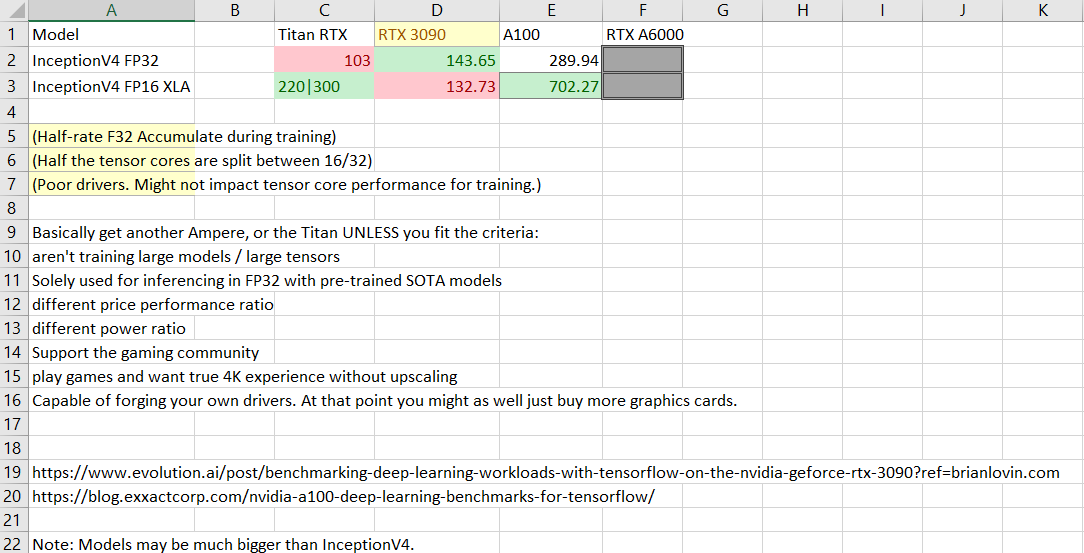 A B C D E F G H I J K
1 Model Titan RTX RTX 3090 A100 RTX A6000
2 InceptionV4 FP32 103 143.65 289.94
3 InceptionV4 FP16 XLA 220|300 132.73 702.27
4
5 (Half-rate F32 Accumulate during training)
6 (Half the tensor cores are split between 16/32)
7 (Poor drivers. Might not impact tensor core performance for training.)
8
9 Basically get another Ampere, or the Titan UNLESS you fit the criteria:
10 aren't training large models / large tensors
11 Solely used for inferencing in FP32 with pre-trained SOTA models
12 different price performance ratio
13 different power ratio
14 Support the gaming community
15 play games and want true 4K experience without upscaling
16 Capable of forging your own drivers. At that point you might as well just buy more graphics cards.
17
18
19 https://www.evolution.ai/post/benchmarking-deep-learning-workloads-with-tensorflow-on-the-nvidia-geforce-rtx-3090?ref=brianlovin.com
20 https://blog.exxactcorp.com/nvidia-a100-deep-learning-benchmarks-for-tensorflow/
21
22 Note: Models may be much bigger than InceptionV4.